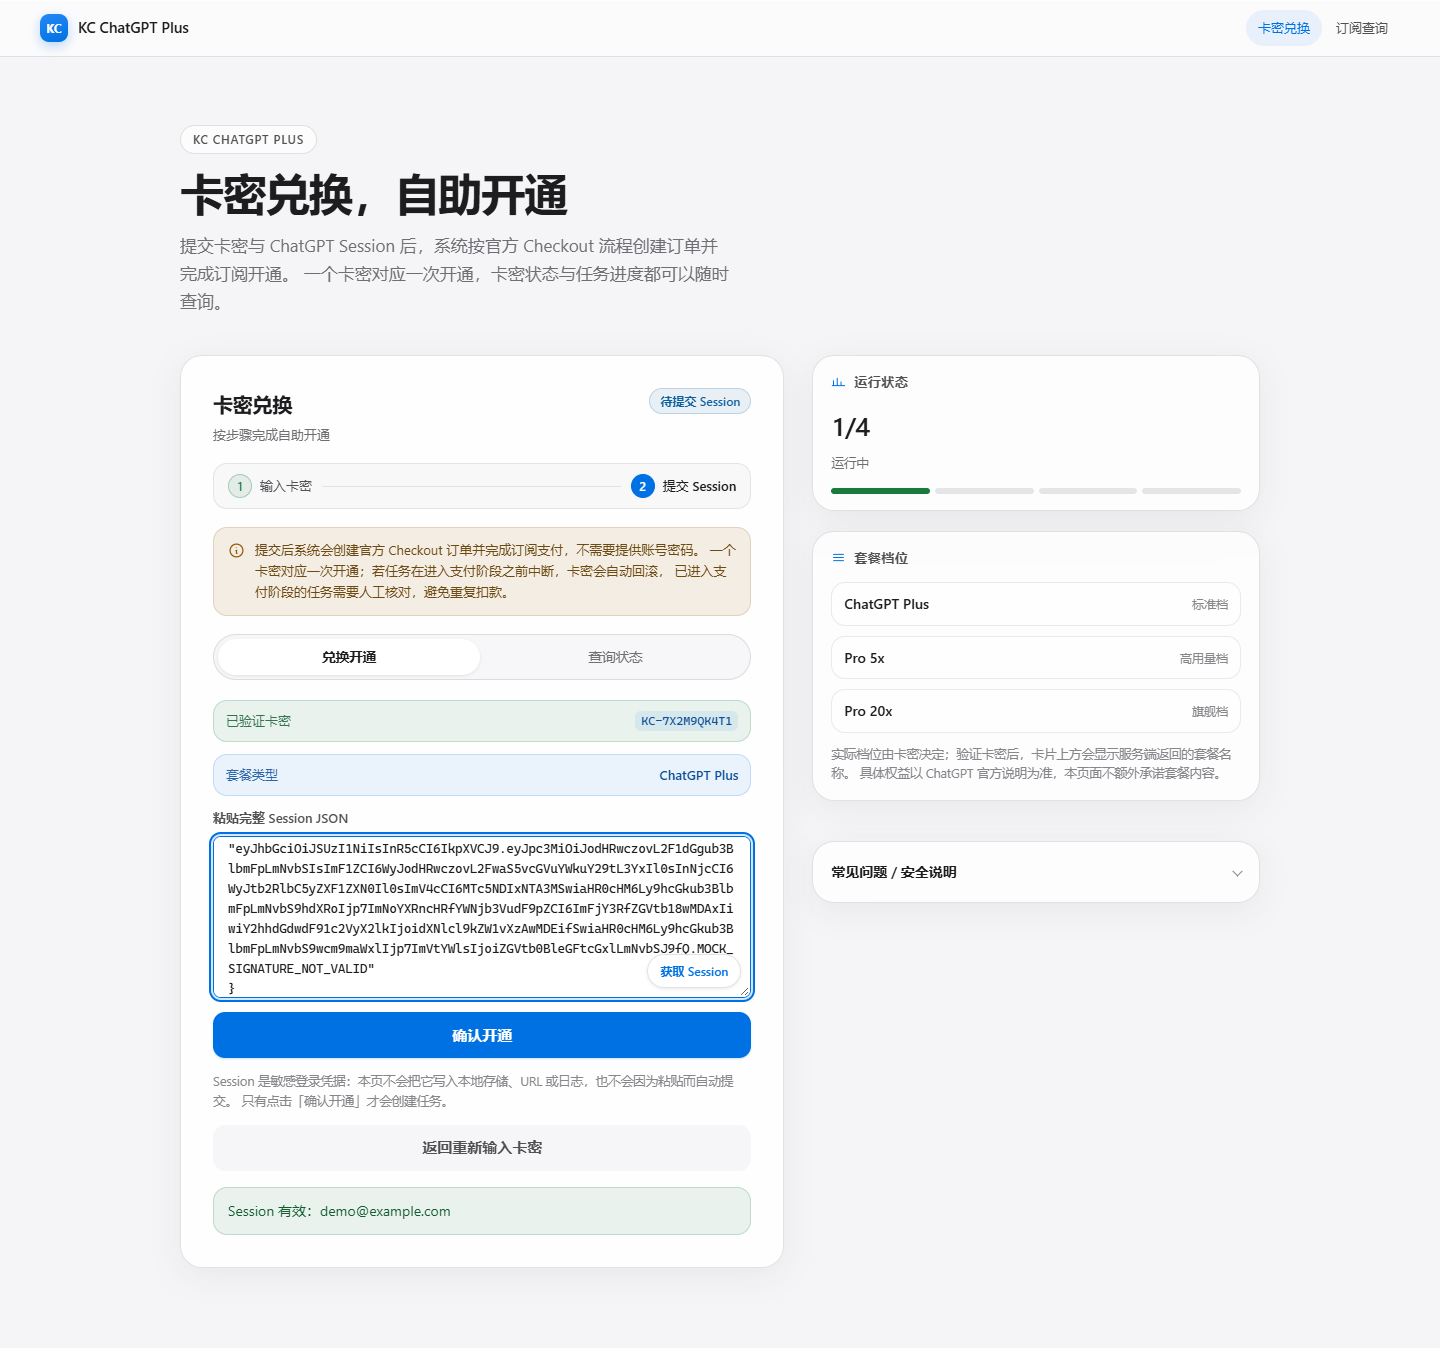 KC KC ChatGPT Plus 卡密兑换 订阅查询
KC CHATGPT PLUS
卡密兑换，自助开通
提交卡密与 ChatGPT Session 后，系统按官方 Checkout 流程创建订单并
完成订阅开通。 一个卡密对应一次开通，卡密状态与任务进度都可以随时
查询。
卡密兑换 待提交 Session
按步骤完成自助开通
1 输入卡密 2 提交 Session
提交后系统会创建官方 Checkout 订单并完成订阅支付，不需要提供账号密码。 一个
卡密对应一次开通；若任务在进入支付阶段之前中断，卡密会自动回滚， 已进入支
付阶段的任务需要人工核对，避免重复扣款。
兑换开通 查询状态
已验证卡密 KC-7X2M9QK4T1
套餐类型 ChatGPT Plus
粘贴完整 Session JSON
"eyJhbGciOiJSUzI1NiIsInR5cCI6IkpXVCJ9.eyJpc3MiOiJodHRwczovL2F1dGgub3B
lbmFpLmNvbSIsImF1ZCI6WyJodHRwczovL2FwaS5vcGVuYWkuY29tL3YxIl0sInNjcCI6
WyJtb2RlbC5yZXF1ZXN0Il0sImV4cCI6MTc5NDIxNTA3MSwiaHR0cHM6Ly9hcGkub3Blb
mFpLmNvbS9hdXRoIjp7ImNoYXRncHRfYWNjb3VudF9pZCI6ImFjY3RfZGVtb18wMDAxIi
wiY2hhdGdwdF91c2VyX2lkIjoidXNlcl9kZW1vXzAwMDEifSwiaHR0cHM6Ly9hcGkub3B
lbmFpLmNvbS9wcm9maWxlIjp7ImVtYWlsIjoiZGVtb0BleGFtcGxlLmNvbSJ9fQ.MOCK_
SIGNATURE_NOT_VALID"
}
获取 Session
确认开通
Session 是敏感登录凭据：本页不会把它写入本地存储、URL 或日志，也不会因为粘贴而自动提
交。 只有点击「确认开通」才会创建任务。
返回重新输入卡密
Session 有效：demo@example.com
运行状态
1/4
运行中
套餐档位
ChatGPT Plus 标准档
Pro 5x 高用量档
Pro 20x 旗舰档
实际档位由卡密决定；验证卡密后，卡片上方会显示服务端返回的套餐名
称。 具体权益以 ChatGPT 官方说明为准，本页面不额外承诺套餐内容。
常见问题 / 安全说明